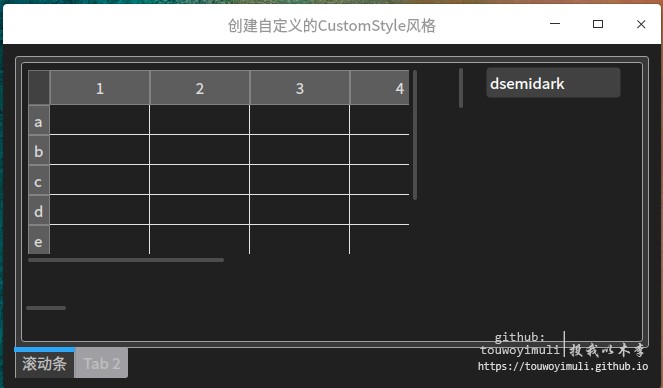 创建自定义的CustomStyle风格
1 2 3 4
dsemidark
a
b
c
d
e
滚动条 Tab 2
github:
touwoyimuli
投我以木李
https://touwoyimuli.github.io